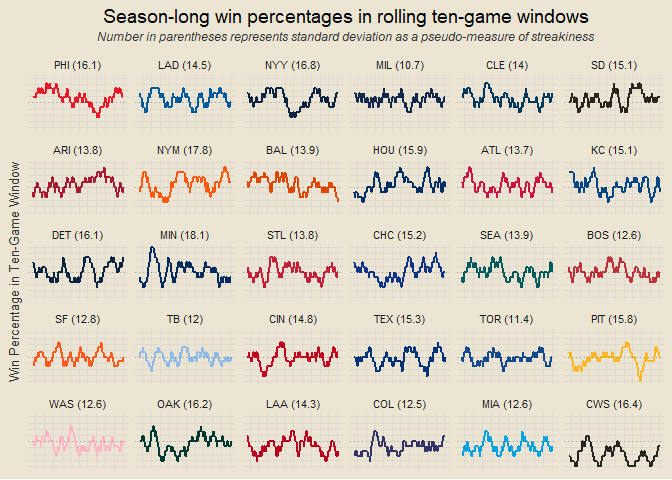 Season-long win percentages in rolling ten-game windows
Number in parentheses represents standard deviation as a pseudo-measure of streakiness
Win Percentage in Ten-Game Window
PHI (16.1) LAD (14.5) NYY (16.8) MIL (10.7) CLE (14) SD (15.1)
ARI (13.8) NYM (17.8) BAL (13.9) HOU (15.9) ATL (13.7) KC (15.1)
DET (16.1) MIN (18.1) STL (13.8) CHC (15.2) SEA (13.9) BOS (12.6)
SF (12.8) TB (12) CIN (14.8) TEX (15.3) TOR (11.4) PIT (15.8)
WAS (12.6) OAK (16.2) LAA (14.3) COL (12.5) MIA (12.6) CWS (16.4)